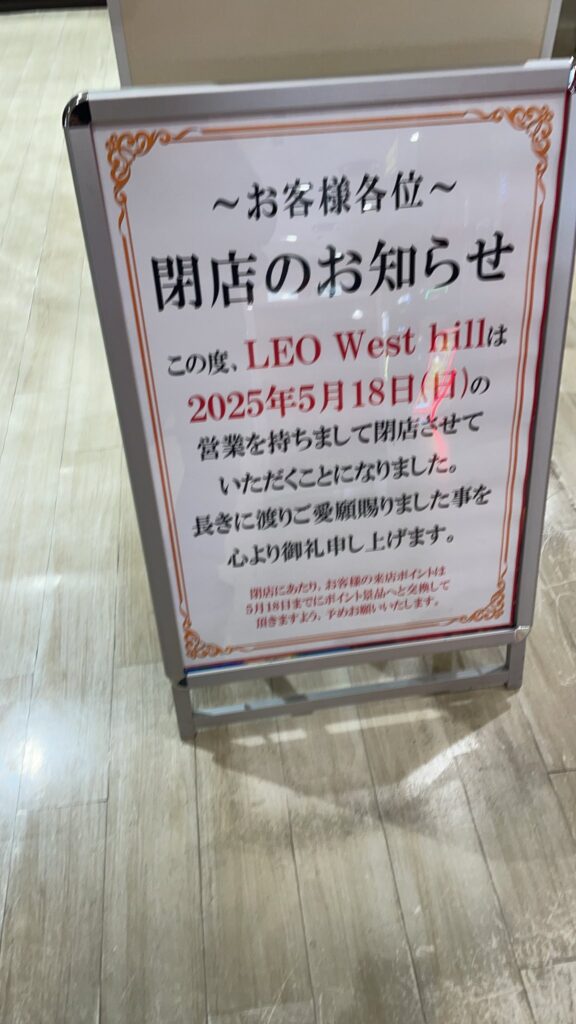 ～お客様各位～
閉店のお知らせ
この度、LEO West hillは
2025年5月18日(日)の
営業を持ちまして閉店させて
いただくことになりました。
長きに渡りご愛願賜りました事を
心より御礼申し上げます。
閉店にあたり、お客様の来店ポイントは
5月18日までにポイント景品へと交換して
頂きますよう、予めお願いいたします。